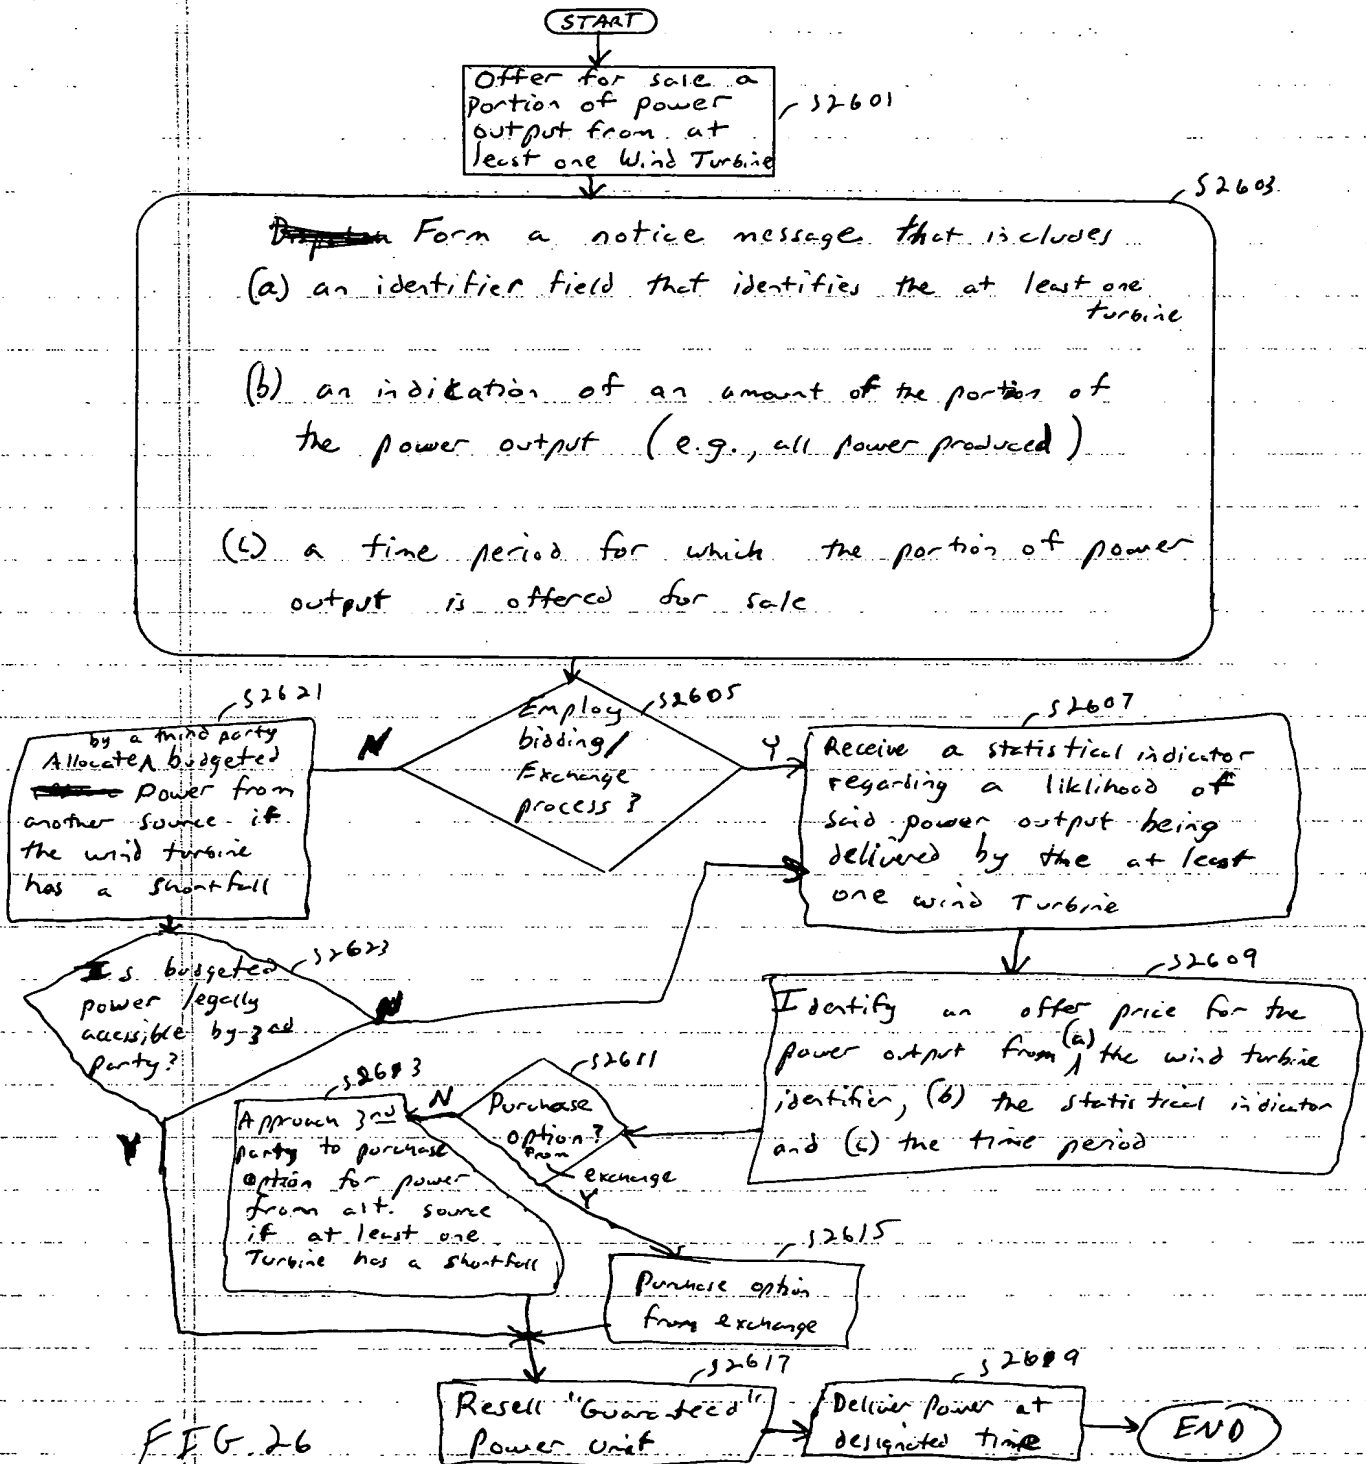 START
Offer for sale a
portion of power
output from at
least one Wind Turbine
S2601
S2603
Form a notice message that includes
(a) an identifier field that identifies the at least one
turbine
(b) an indication of an amount of the portion of
the power output (e.g., all power produced)
(c) a time period for which the portion of power
output is offered for sale
S2605
Employ
bidding/
Exchange
process?
N
Y
S2621
by a third party
Allocate budgeted
Power from
another source if
the wind turbine
has a shortfall
S2607
Receive a statistical indicator
regarding a liklihood of
said power output being
delivered by the at least
one wind Turbine
S2623
Is budgeted
power legally
accessible by 3rd
party?
N
Y
S2609
Identify an offer price for the
power output from (a) the wind turbine
identifier, (b) the statistical indicator
and (c) the time period
S2611
Purchase
option?
from
exchange
N
Y
S2613
Approach 3rd
party to purchase
option for power
from alt. source
if at least one
Turbine has a shortfall
S2615
Purchase option
from exchange
S2617
Resell "Guaranteed"
Power Unit
S2619
Deliver Power at
designated time
END
FIG. 26